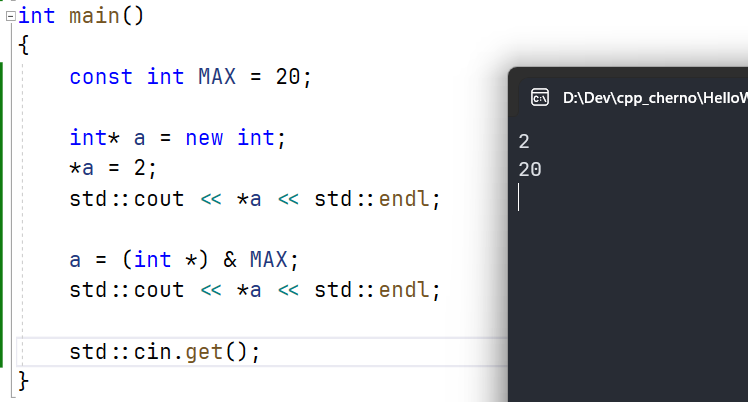 int main()
{
const int MAX = 20;
int* a = new int;
*a = 2;
std::cout << *a << std::endl;
a = (int *) & MAX;
std::cout << *a << std::endl;
std::cin.get();
}
D:\Dev\cpp_cherno\HelloW
2
20